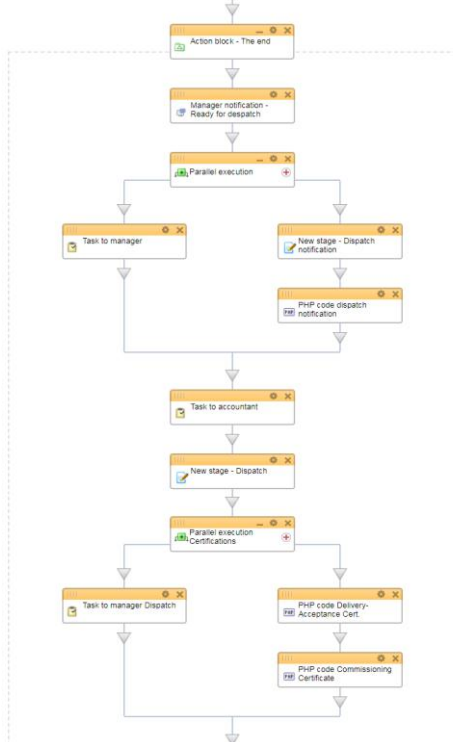 Action block - The end
Manager notification -
Ready for despatch
Parallel execution
Task to manager
New stage - Dispatch
notification
PHP code dispatch
notification
Task to accountant
New stage - Dispatch
Parallel execution
Certifications
Task to manager Dispatch
PHP code Delivery-
Acceptance Cert.
PHP code Commissioning
Certificate